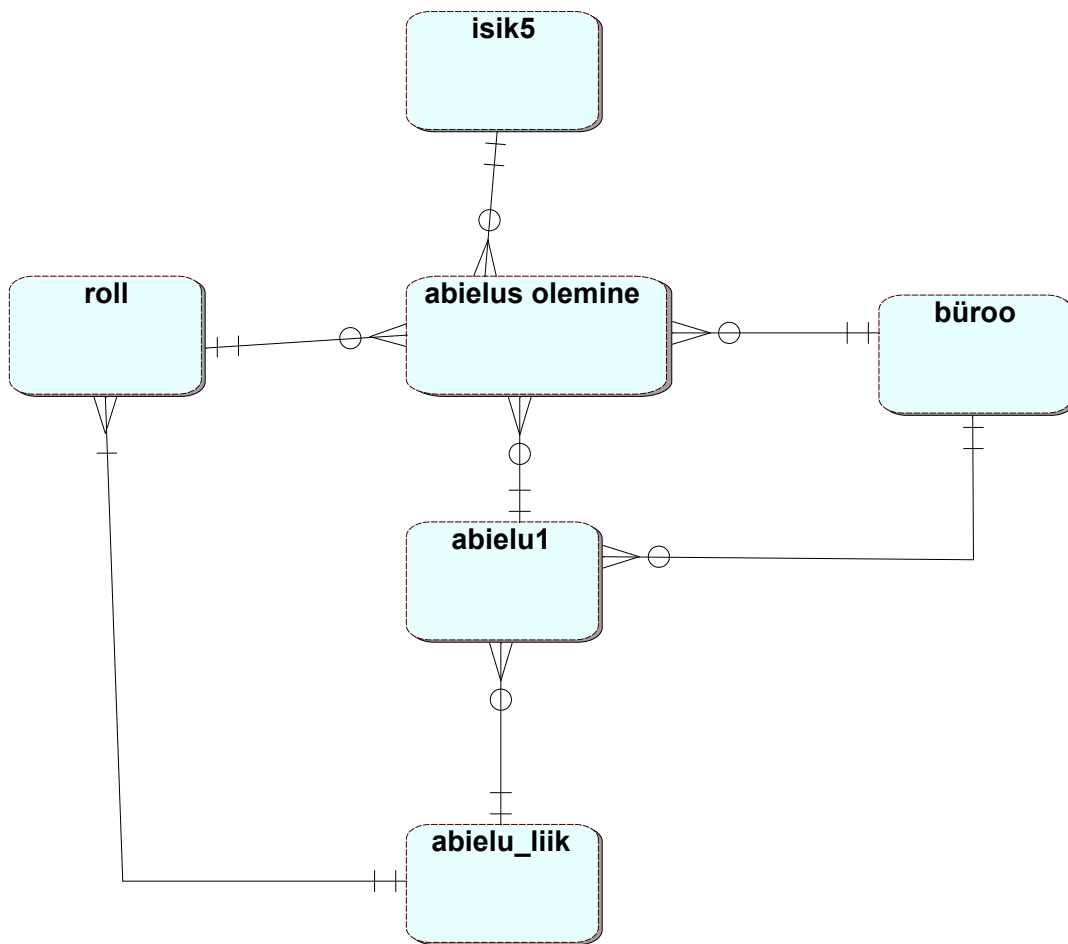 isik5
roll
abielus olemine
büroo
abielu1
abielu_liik